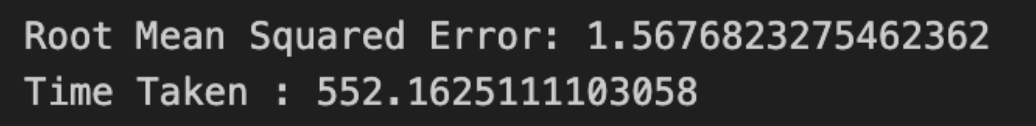 Root Mean Squared Error: 1.5676823275462362
Time Taken : 552.1625111103058